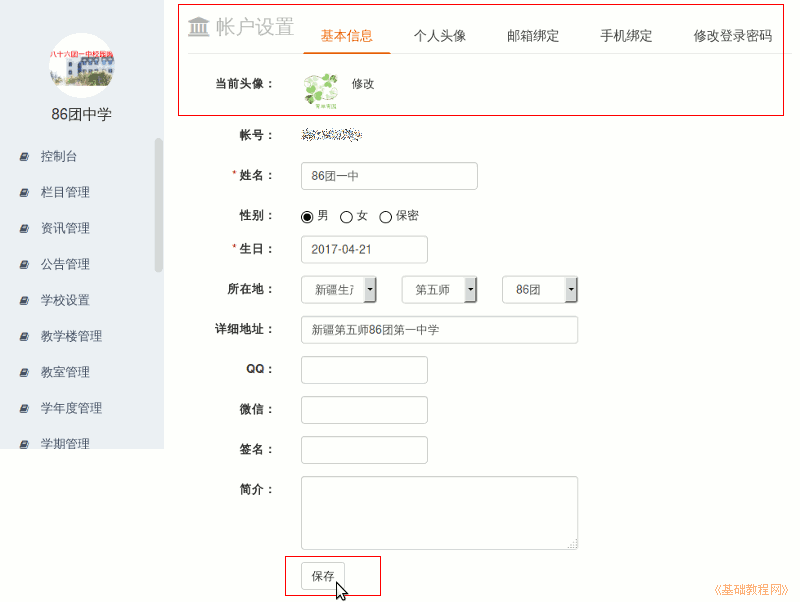 八十六团一中校医院
86团中学
控制台
栏目管理
资讯管理
公告管理
学校设置
教学楼管理
教室管理
学年度管理
学期管理
帐户设置
基本信息 个人头像 邮箱绑定 手机绑定 修改登录密码
当前头像： 修改
帐号：
*姓名： 86团一中
性别： 男 女 保密
*生日： 2017-04-21
所在地： 新疆生产 第五师 86团
详细地址： 新疆第五师86团第一中学
QQ：
微信：
签名：
简介：
保存
《基础教程网》